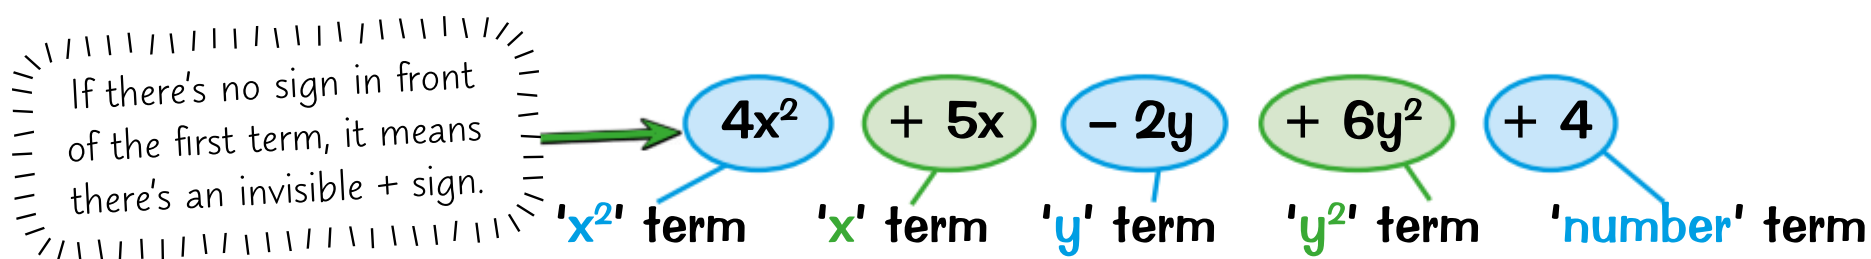 If there's no sign in front
of the first term, it means
there's an invisible + sign.
4x² + 5x – 2y + 6y² + 4
'x²' term 'x' term 'y' term 'y²' term 'number' term